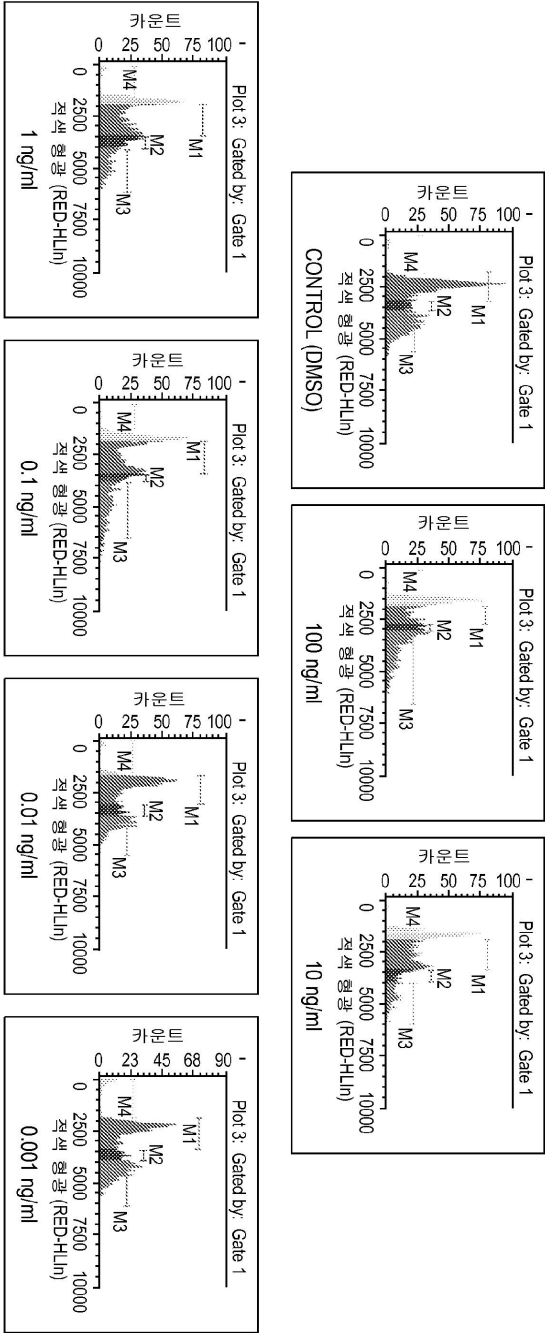 Plot 3: Gated by: Gate 1
카운트
100
75
50
25
0
M1
M2
M3
M4
0 2500 5000 7500 10000
적색 형광 (RED-HLln)
CONTROL (DMSO)
Plot 3: Gated by: Gate 1
카운트
100
75
50
25
0
M1
M2
M3
M4
0 2500 5000 7500 10000
적색 형광 (RED-HLln)
100 ng/ml
Plot 3: Gated by: Gate 1
카운트
100
75
50
25
0
M1
M2
M3
M4
0 2500 5000 7500 10000
적색 형광 (RED-HLln)
10 ng/ml
Plot 3: Gated by: Gate 1
카운트
100
75
50
25
0
M1
M2
M3
M4
0 2500 5000 7500 10000
적색 형광 (RED-HLln)
1 ng/ml
Plot 3: Gated by: Gate 1
카운트
100
75
50
25
0
M1
M2
M3
M4
0 2500 5000 7500 10000
적색 형광 (RED-HLln)
0.1 ng/ml
Plot 3: Gated by: Gate 1
카운트
100
75
50
25
0
M1
M2
M3
M4
0 2500 5000 7500 10000
적색 형광 (RED-HLln)
0.01 ng/ml
Plot 3: Gated by: Gate 1
카운트
90
68
45
23
0
M1
M2
M3
M4
0 2500 5000 7500 10000
적색 형광 (RED-HLln)
0.001 ng/ml